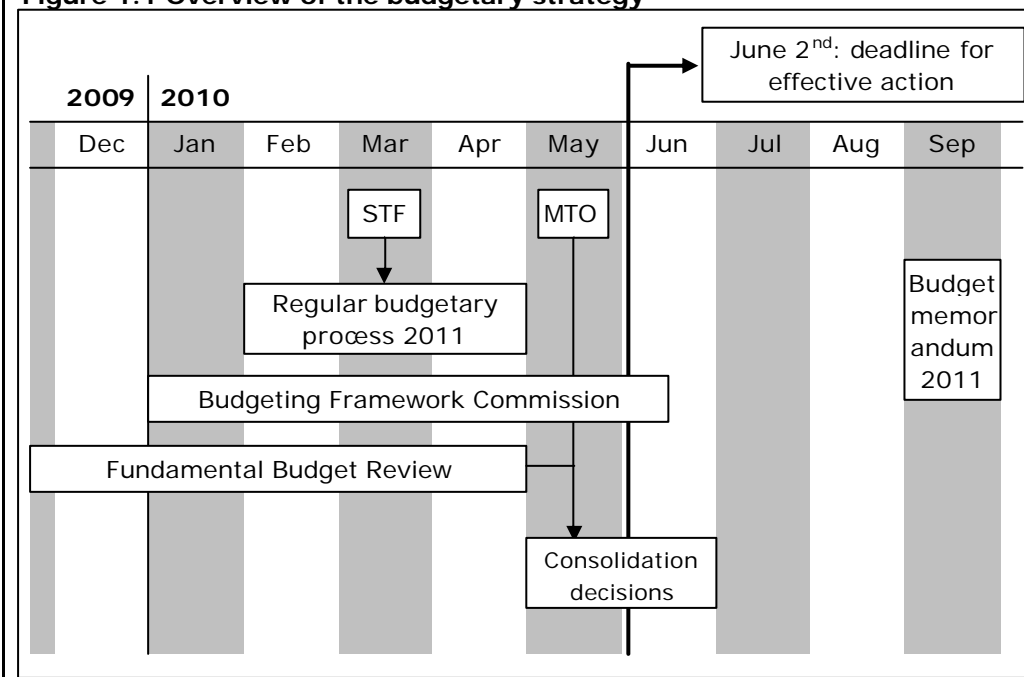 Figure 1.1 Overview of the budgetary strategy
June 2nd: deadline for
effective action
2009 2010
Dec Jan Feb Mar Apr May Jun Jul Aug Sep
STF MTO
Regular budgetary
process 2011
Budget
memor
andum
2011
Budgeting Framework Commission
Fundamental Budget Review
Consolidation
decisions